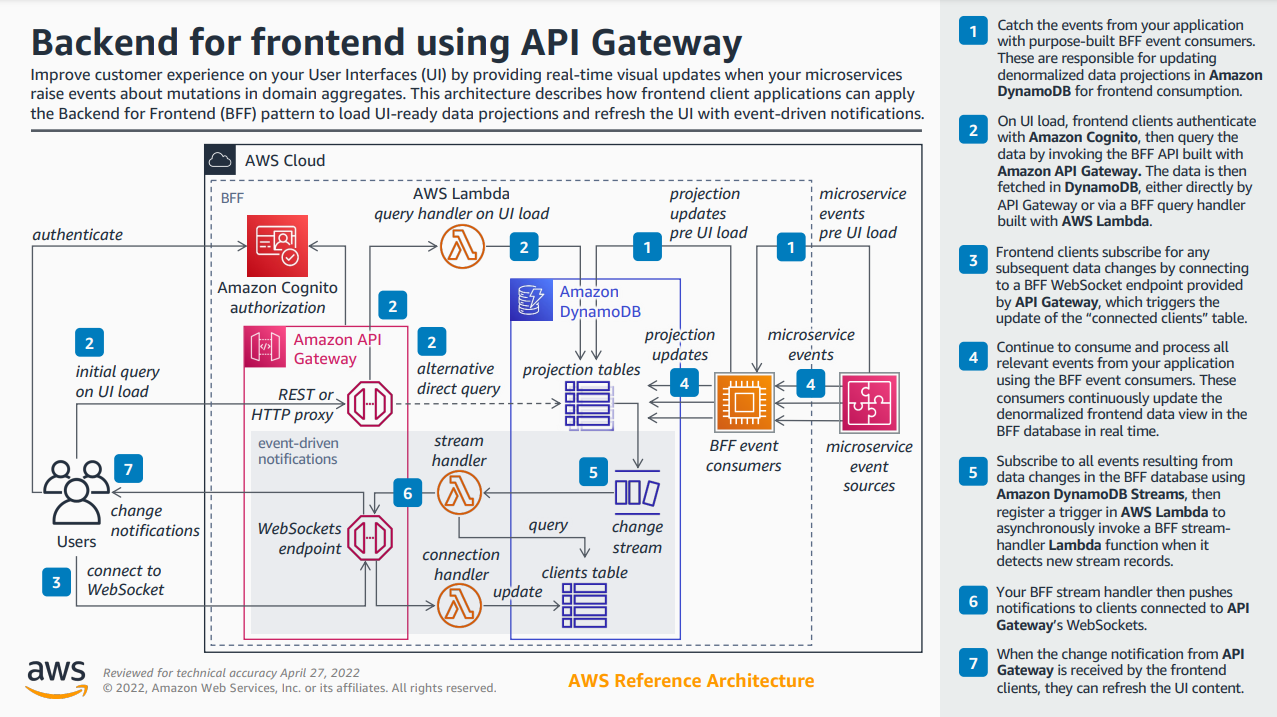 Backend for frontend using API Gateway
Improve customer experience on your User Interfaces (UI) by providing real-time visual updates when your microservices
raise events about mutations in domain aggregates. This architecture describes how frontend client applications can apply
the Backend for Frontend (BFF) pattern to load UI-ready data projections and refresh the UI with event-driven notifications.
AWS Cloud
BFF
authenticate
Amazon Cognito
authorization
AWS Lambda
query handler on UI load
2
projection
updates
pre UI load
1
microservice
events
pre UI load
1
2
Amazon API
Gateway
2
alternative
direct query
Amazon
DynamoDB
projection tables
projection
updates
4
microservice
events
4
2
initial query
on UI load
REST or
HTTP proxy
BFF event
consumers
microservice
event
sources
event-driven
notifications
stream
handler
5
6
7
change
notifications
Users
WebSockets
endpoint
query
change
stream
3
connect to
WebSocket
connection
handler
update
clients table
aws
Reviewed for technical accuracy April 27, 2022
© 2022, Amazon Web Services, Inc. or its affiliates. All rights reserved.
AWS Reference Architecture
1
Catch the events from your application
with purpose-built BFF event consumers.
These are responsible for updating
denormalized data projections in Amazon
DynamoDB for frontend consumption.
2
On UI load, frontend clients authenticate
with Amazon Cognito, then query the
data by invoking the BFF API built with
Amazon API Gateway. The data is then
fetched in DynamoDB, either directly by
API Gateway or via a BFF query handler
built with AWS Lambda.
3
Frontend clients subscribe for any
subsequent data changes by connecting
to a BFF WebSocket endpoint provided
by API Gateway, which triggers the
update of the “connected clients” table.
4
Continue to consume and process all
relevant events from your application
using the BFF event consumers. These
consumers continuously update the
denormalized frontend data view in the
BFF database in real time.
5
Subscribe to all events resulting from
data changes in the BFF database using
Amazon DynamoDB Streams, then
register a trigger in AWS Lambda to
asynchronously invoke a BFF stream-
handler Lambda function when it
detects new stream records.
6
Your BFF stream handler then pushes
notifications to clients connected to API
Gateway’s WebSockets.
7
When the change notification from API
Gateway is received by the frontend
clients, they can refresh the UI content.